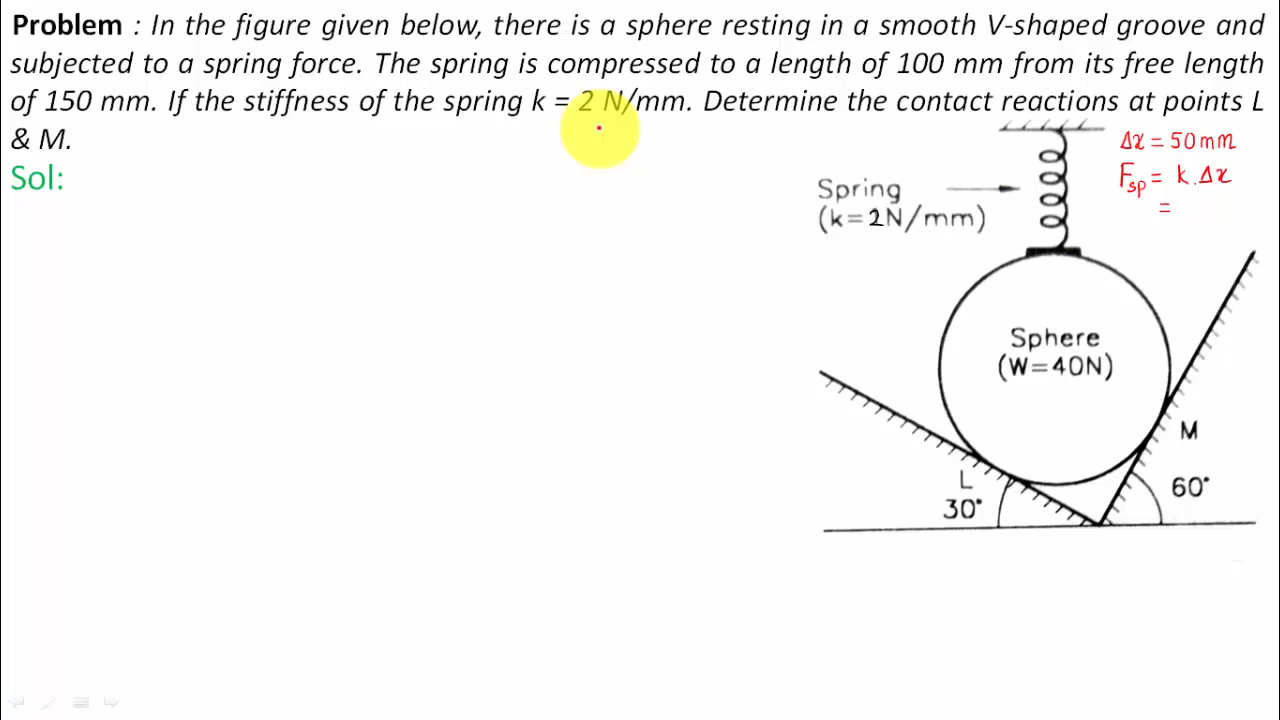 Problem : In the figure given below, there is a sphere resting in a smooth V-shaped groove and
subjected to a spring force. The spring is compressed to a length of 100 mm from its free length
of 150 mm. If the stiffness of the spring k = 2 N/mm. Determine the contact reactions at points L
& M.
Sol:
Δx = 50mm
Fsp = k.Δx
=
Spring
(k=2N/mm)
Sphere
(W=40N)
M
L
30°
60°